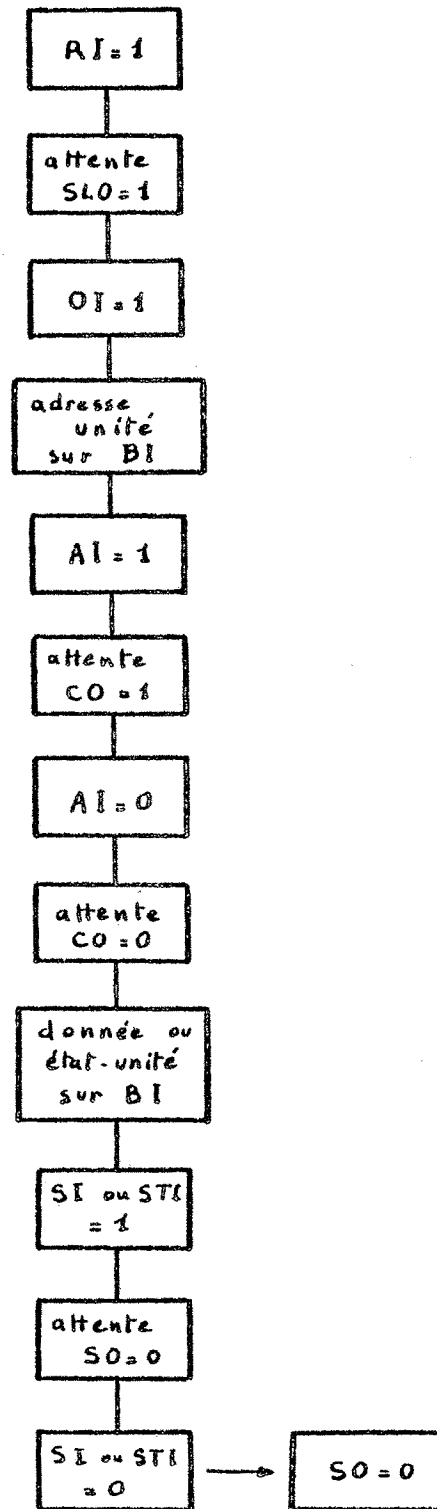 RI = 1
attente
SLO = 1
OI = 1
adresse
unité
sur BI
AI = 1
attente
CO = 1
AI = 0
attente
CO = 0
donnée ou
état-unité
sur BI
SI ou STI
= 1
attente
SO = 0
SI ou STI
= 0
SO = 0